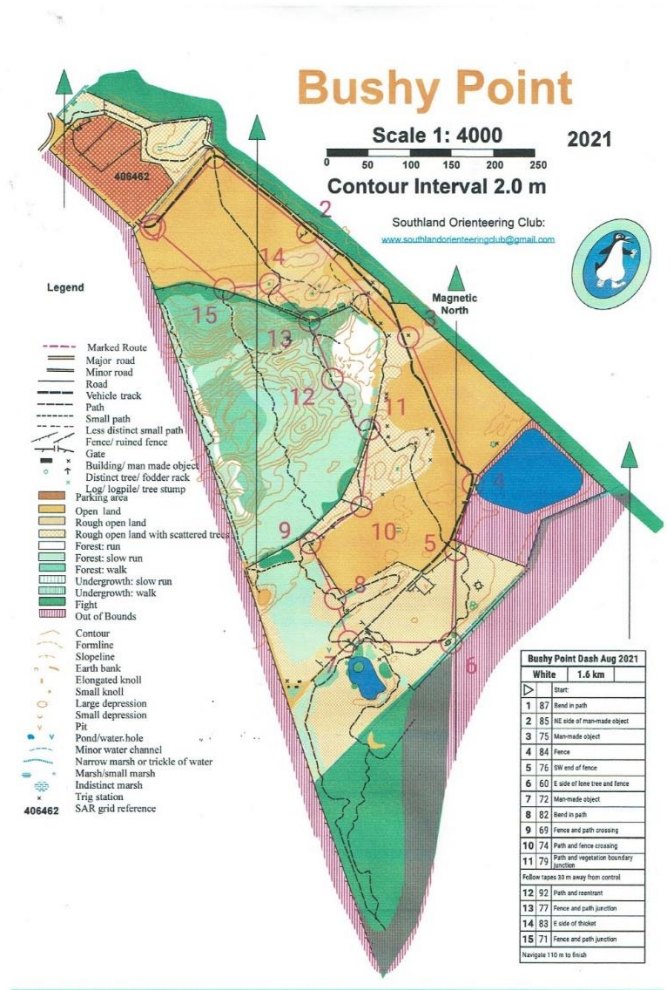 Bushy Point
Scale 1: 4000
2021
0 50 100 150 200 250
Contour Interval 2.0 m
Southland Orienteering Club:
www.southlandorienteeringclub@gmail.com
Magnetic
North
406462
2
14
15
3
13
12
11
4
10
9
5
8
7
6
Legend
Marked Route
Major road
Minor road
Road
Vehicle track
Path
Small path
Less distinct small path
Fence/ ruined fence
Gate
Building/ man made object
Distinct tree/ fodder rack
Log/ logpile/ tree stump
Parking area
Open land
Rough open land
Rough open land with scattered trees
Forest: run
Forest: slow run
Forest: walk
Undergrowth: slow run
Undergrowth: walk
Fight
Out of Bounds
Contour
Formline
Slopeline
Earth bank
Elongated knoll
Small knoll
Large depression
Small depression
Pit
Pond/water.hole
Minor water channel
Narrow marsh or trickle of water
Marsh/small marsh
Indistinct marsh
Trig station
406462 SAR grid reference
Bushy Point Dash Aug 2021
White 1.6 km
Start:
1 87 Bend in path
2 85 NE side of man-made object
3 75 Man-made object
4 84 Fence
5 76 SW end of fence
6 60 E side of lone tree and fence
7 72 Man-made object
8 82 Bend in path
9 69 Fence and path crossing
10 74 Path and fence crossing
11 79 Path and vegetation boundary
junction
Follow tapes 30 m away from control
12 92 Path and reentrant
13 77 Fence and path junction
14 83 E side of thicket
15 71 Fence and path junction
Navigate 110 m to finish